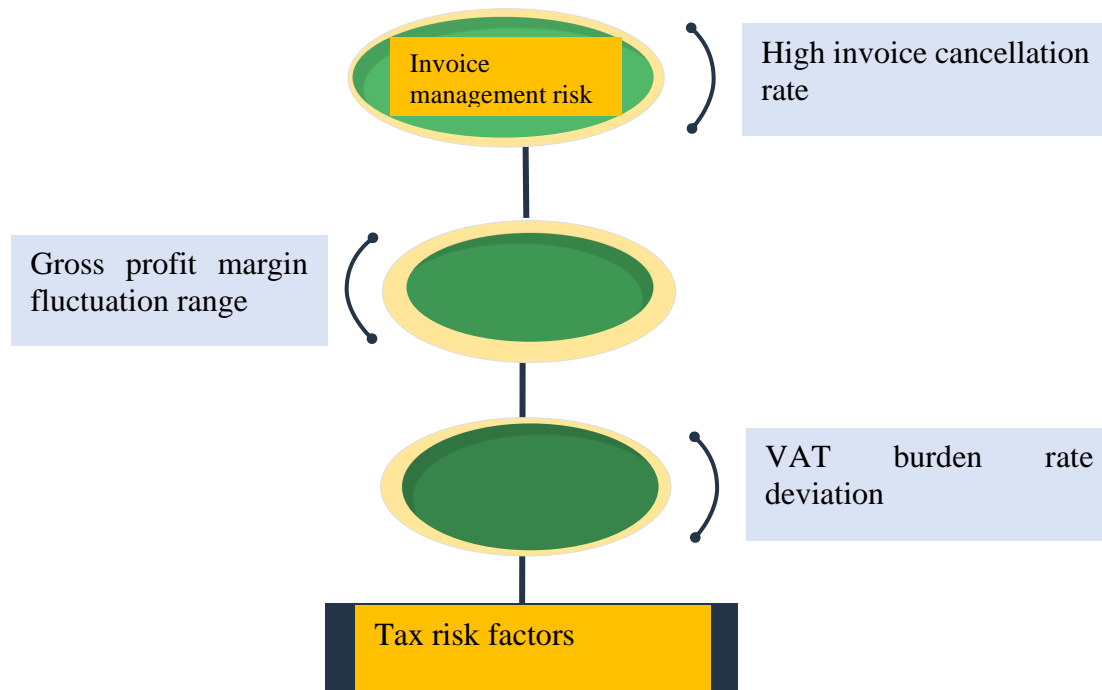 Invoice
management risk
High invoice cancellation
rate
Gross profit margin
fluctuation range
VAT burden rate
deviation
Tax risk factors